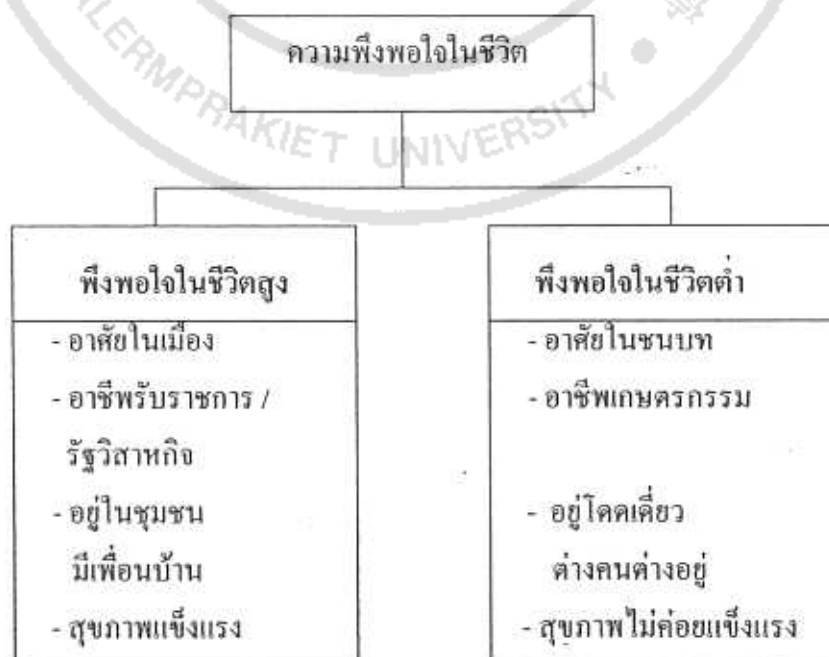 ความพึงพอใจในชีวิต
LERMPRAKIET UNIVERSITY
พึงพอใจในชีวิตสูง
- อาศัยในเมือง
- อาชีพรับราชการ /
รัฐวิสาหกิจ
- อยู่ในชุมชน
มีเพื่อนบ้าน
- สุขภาพแข็งแรง
พึงพอใจในชีวิตต่ำ
- อาศัยในชนบท
- อาชีพเกษตรกรรม
- อยู่โดดเดี่ยว
ต่างคนต่างอยู่
- สุขภาพไม่ค่อยแข็งแรง